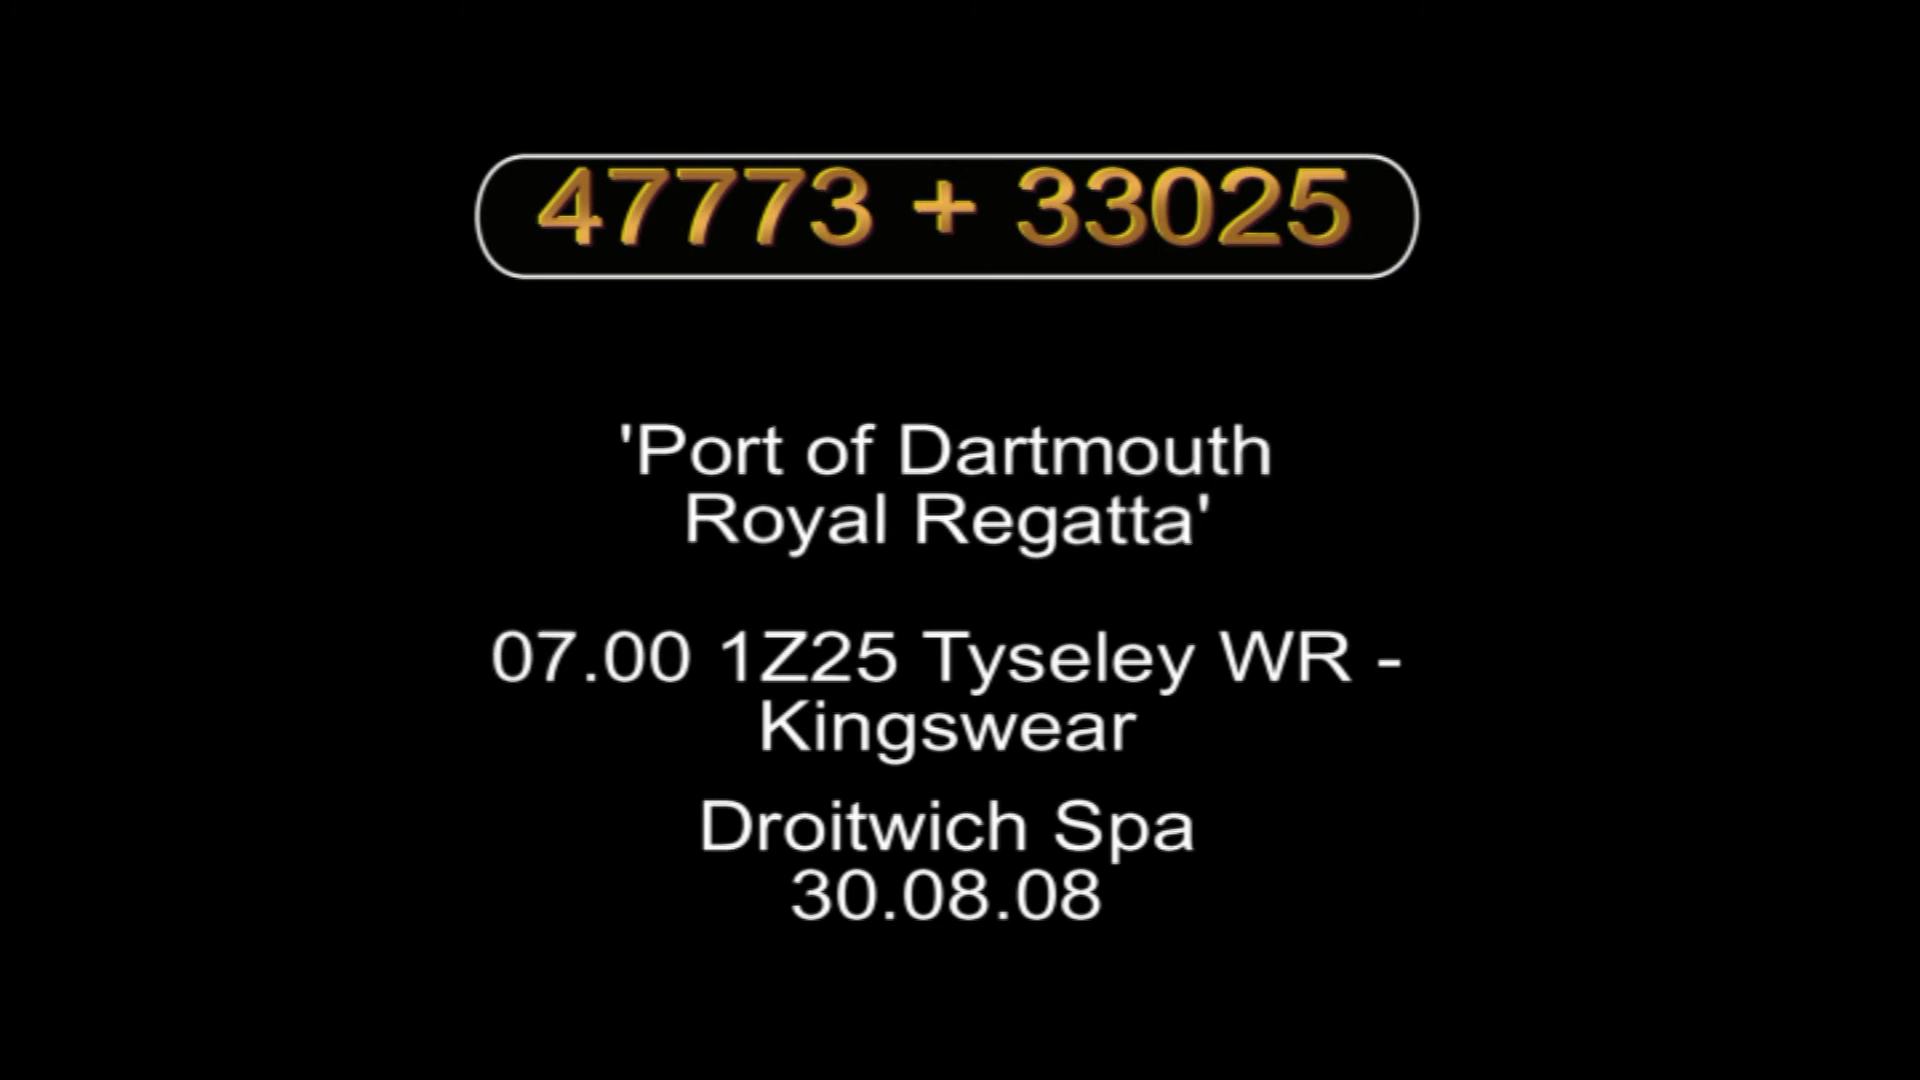 47773 + 33025
'Port of Dartmouth
Royal Regatta'
07.00 1Z25 Tyseley WR -
Kingswear
Droitwich Spa
30.08.08